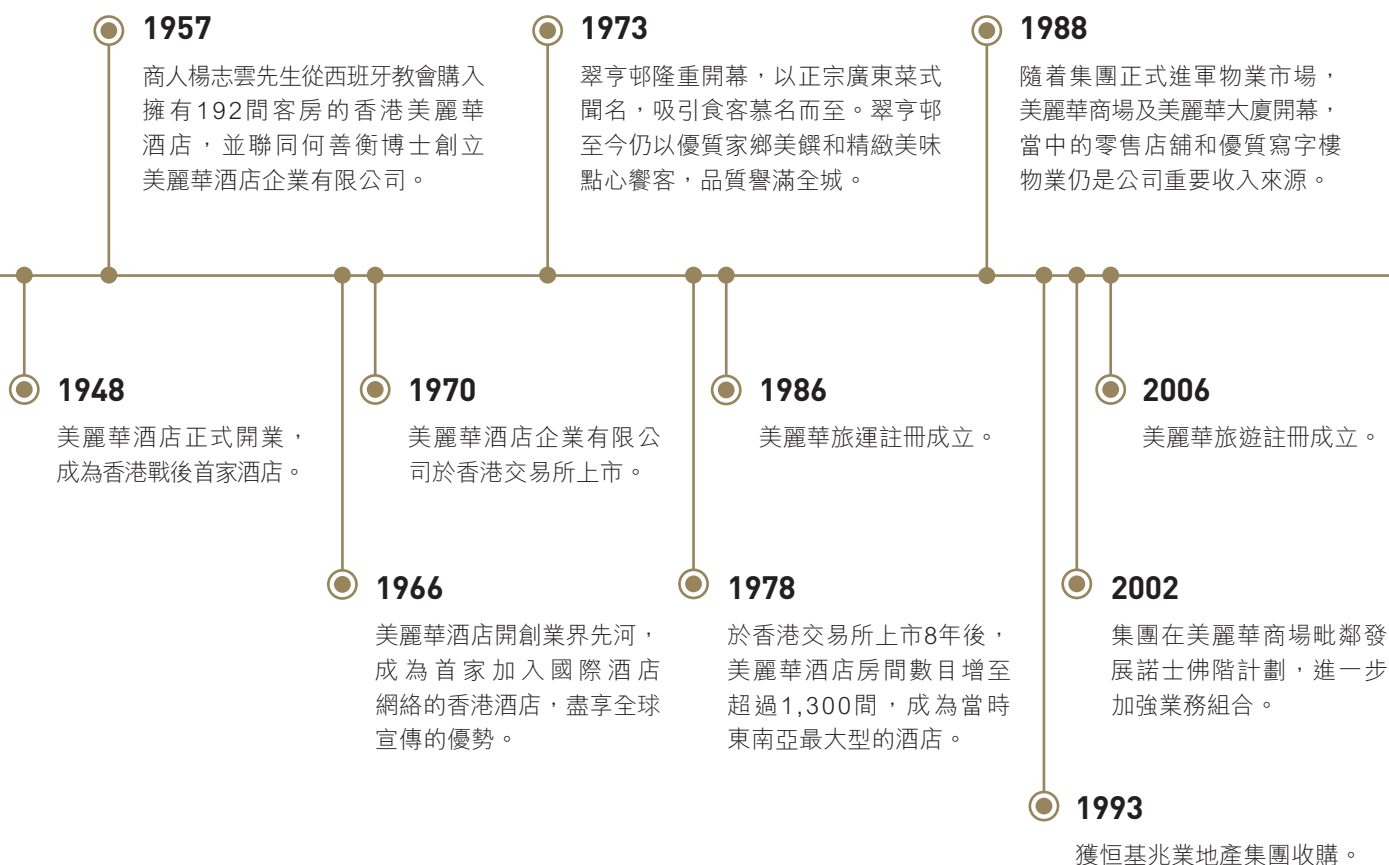 1957
商人楊志雲先生從西班牙教會購入
擁有192間客房的香港美麗華
酒店，並聯同何善衡博士創立
美麗華酒店企業有限公司。
1973
翠亨邨隆重開幕，以正宗廣東菜式
聞名，吸引食客慕名而至。翠亨邨
至今仍以優質家鄉美饌和精緻美味
點心饗客，品質譽滿全城。
1988
隨着集團正式進軍物業市場，
美麗華商場及美麗華大廈開幕，
當中的零售店舖和優質寫字樓
物業仍是公司重要收入來源。
1948
美麗華酒店正式開業，
成為香港戰後首家酒店。
1970
美麗華酒店企業有限公
司於香港交易所上市。
1986
美麗華旅運註冊成立。
2006
美麗華旅遊註冊成立。
1966
美麗華酒店開創業界先河，
成為首家加入國際酒店
網絡的香港酒店，盡享全球
宣傳的優勢。
1978
於香港交易所上市8年後，
美麗華酒店房間數目增至
超過1,300間，成為當時
東南亞最大型的酒店。
2002
集團在美麗華商場毗鄰發
展諾士佛階計劃，進一步
加強業務組合。
1993
獲恒基兆業地產集團收購。